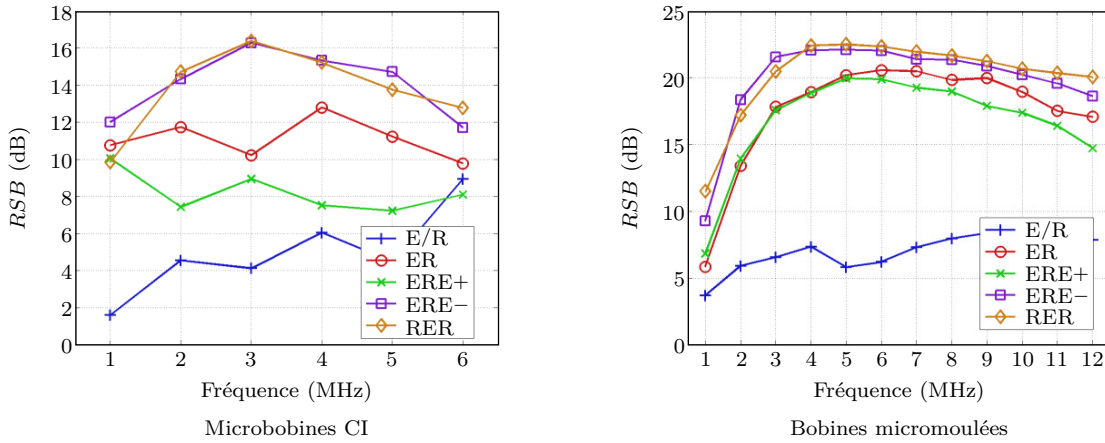 18
16
14
12
10
8
6
4
2
0
RSB (dB)
1 2 3 4 5 6
Fréquence (MHz)
E/R
ER
ERE+
ERE−
RER
Microbobines CI
25
20
15
10
5
0
RSB (dB)
1 2 3 4 5 6 7 8 9 10 11 12
Fréquence (MHz)
E/R
ER
ERE+
ERE−
RER
Bobines micromoulées